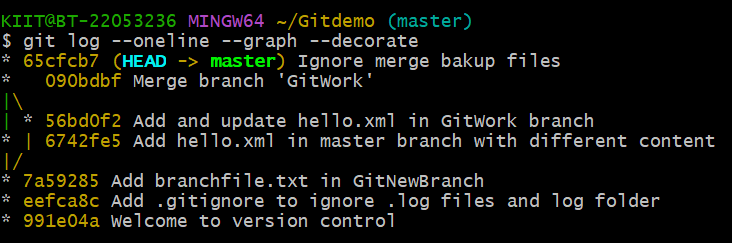 KIIT@BT-22053236 MINGW64 ~/Gitdemo (master)
$ git log --oneline --graph --decorate
* 65cfcb7 (HEAD -> master) Ignore merge bakup files
*   090bdbf Merge branch 'GitWork'
|\
| * 56bd0f2 Add and update hello.xml in GitWork branch
* | 6742fe5 Add hello.xml in master branch with different content
|/
* 7a59285 Add branchfile.txt in GitNewBranch
* eefca8c Add .gitignore to ignore .log files and log folder
* 991e04a Welcome to version control